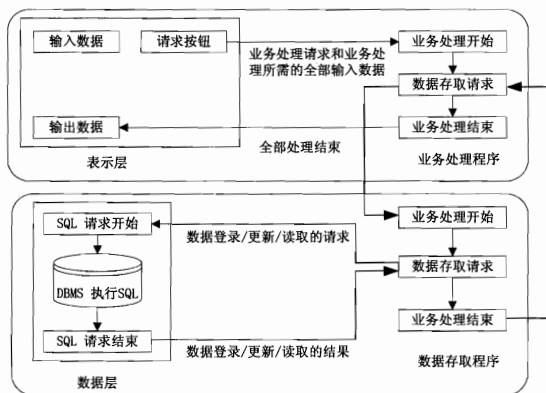 输入数据
请求按钮
业务处理请求和业务处
理所需的全部输入数据
业务处理开始
数据存取请求
输出数据
全部处理结束
业务处理结束
表示层
业务处理程序
SQL 请求开始
数据登录/更新/读取的请求
业务处理开始
DBMS 执行SQL
数据存取请求
SQL 请求结束
数据登录/更新/读取的结果
业务处理结束
数据层
数据存取程序